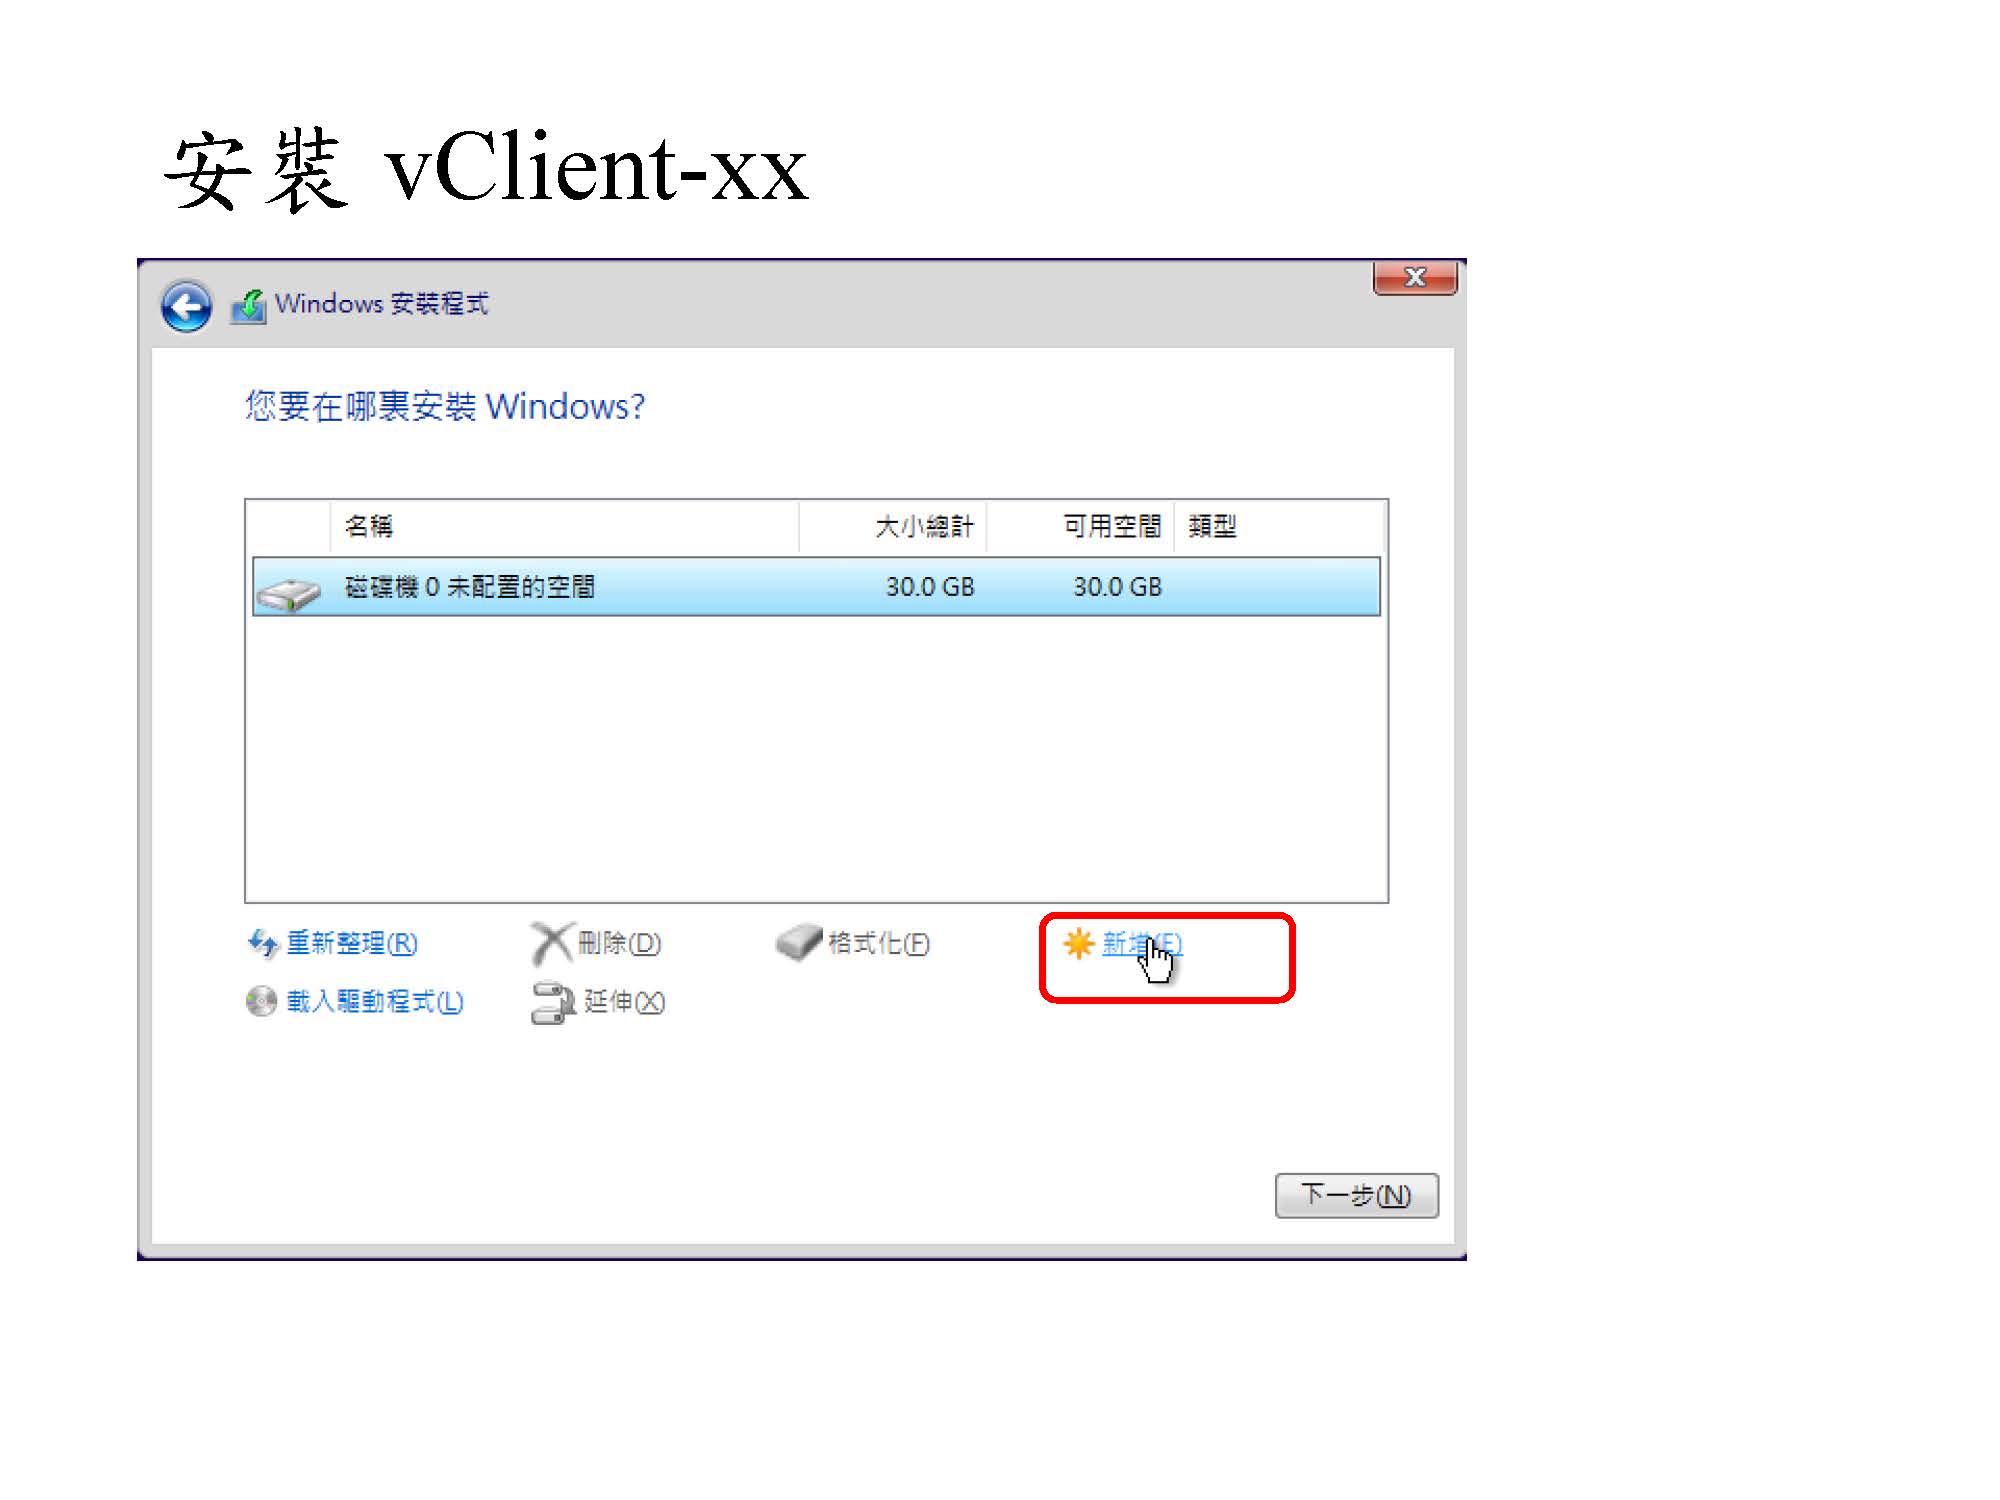 安裝 vClient-xx
Windows 安裝程式
您要在哪裏安裝 Windows?
名稱 大小總計 可用空間 類型
磁碟機 0 未配置的空間 30.0 GB 30.0 GB
重新整理(R) 刪除(D) 格式化(F) 新增(E)
載入驅動程式(L) 延伸(X)
下一步(N)